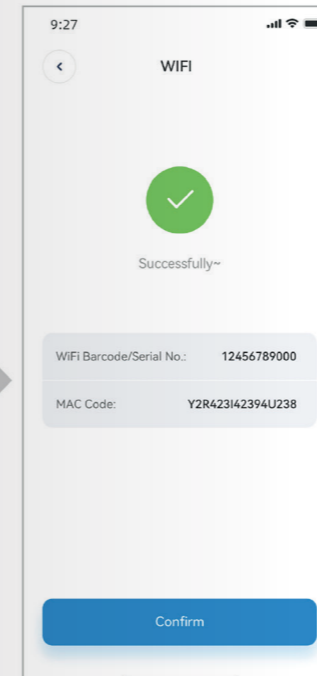 9:27
WIFI
Successfully~
WiFi Barcode/Serial No.: 12456789000
MAC Code: Y2R423I42394U238
Confirm